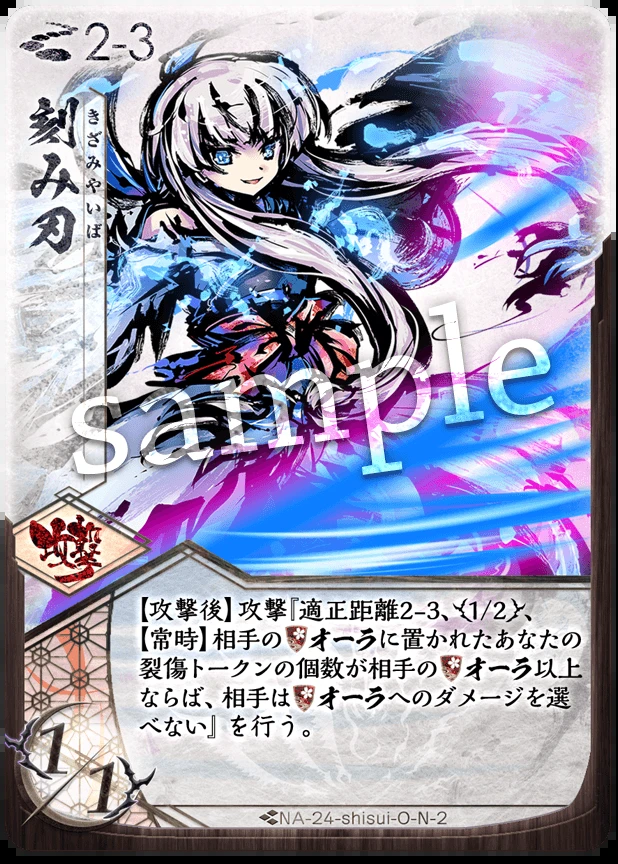 2-3
刻み刃
きざみやいば
sample
攻撃
【攻撃後】攻撃『適正距離2-3、1/2、
【常時】相手のオーラに置かれたあなたの
裂傷トークンの個数が相手のオーラ以上
ならば、相手はオーラへのダメージを選
べない』を行う。
1/1
NA-24-shisui-O-N-2